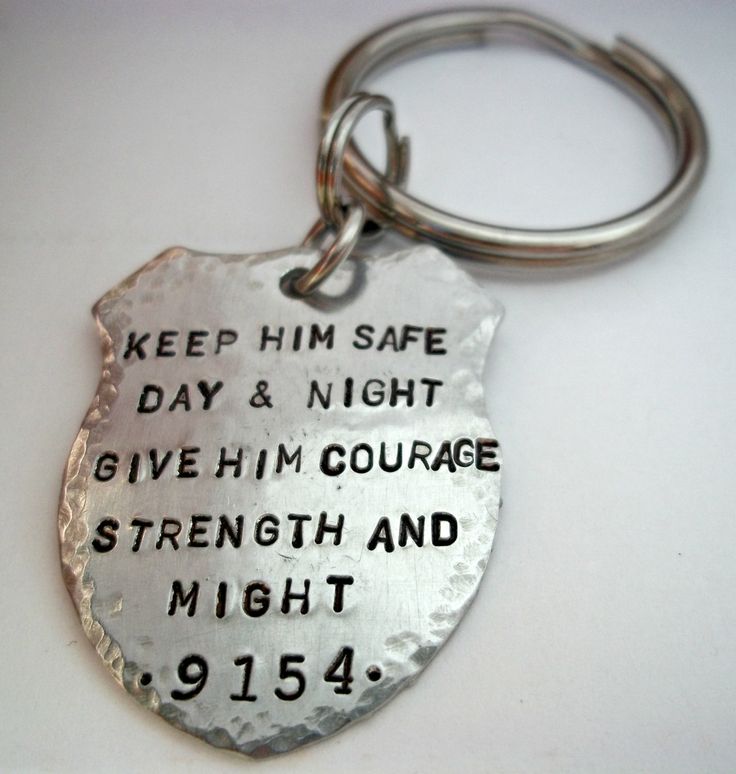 KEEP HIM SAFE
DAY & NIGHT
GIVE HIM COURAGE
STRENGTH AND
MIGHT
·9154·